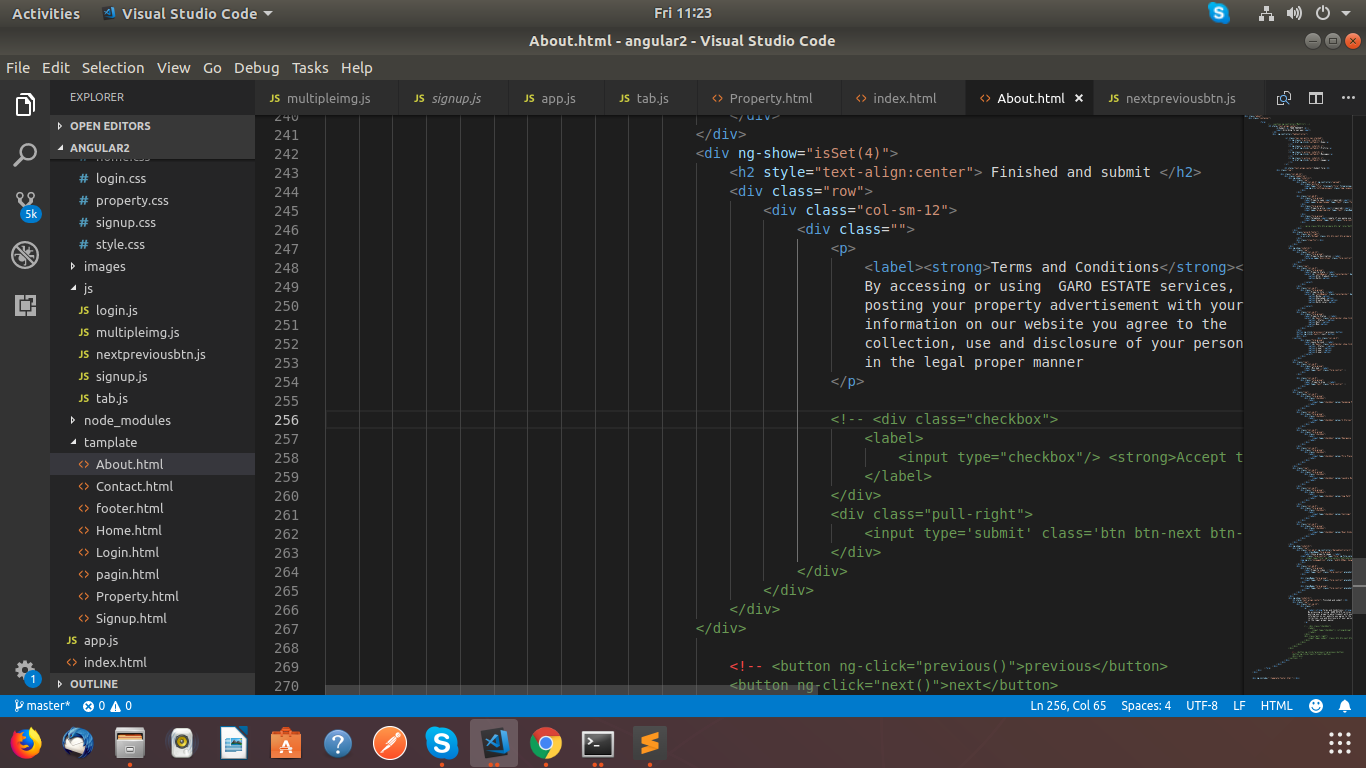 Activities Visual Studio Code Fri 11:23
About.html - angular2 - Visual Studio Code
File Edit Selection View Go Debug Tasks Help
EXPLORER
OPEN EDITORS
ANGULAR2
home.css
login.css
property.css
signup.css
style.css
images
js
login.js
multipleimg.js
nextpreviousbtn.js
signup.js
tab.js
node_modules
tamplate
About.html
Contact.html
footer.html
Home.html
Login.html
pagin.html
Property.html
Signup.html
app.js
index.html
OUTLINE
5k
1
multipleimg.js signup.js app.js tab.js Property.html index.html About.html × nextpreviousbtn.js
240 </div>
241 </div>
242 <div ng-show="isSet(4)">
243 <h2 style="text-align:center"> Finished and submit </h2>
244 <div class="row">
245 <div class="col-sm-12">
246 <div class="">
247 <p>
248 <label><strong>Terms and Conditions</strong><
249 By accessing or using  GARO ESTATE services,
250 posting your property advertisement with your
251 information on our website you agree to the
252 collection, use and disclosure of your person
253 in the legal proper manner
254 </p>
255
256 <!-- <div class="checkbox">
257 <label>
258 <input type="checkbox"/> <strong>Accept t
259 </label>
260 </div>
261 <div class="pull-right">
262 <input type='submit' class='btn btn-next btn-
263 </div>
264 </div>
265 </div>
266 </div>
267 </div>
268
269 <!-- <button ng-click="previous()">previous</button>
270 <button ng-click="next()">next</button>
master* 0 0 Ln 256, Col 65 Spaces: 4 UTF-8 LF HTML